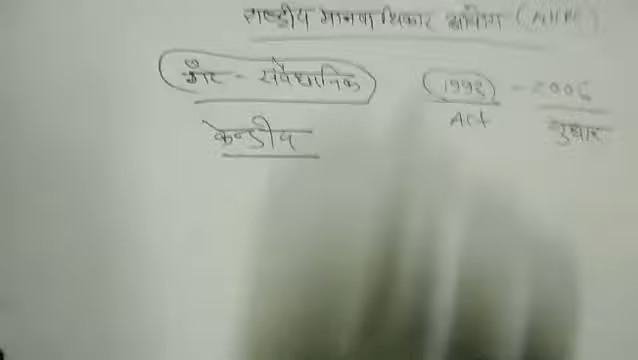 राष्ट्रीय मानवाधिकार आयोग (NHRC)
गैर - संवैधानिक
(1993) - 2006
Act सुधार
केन्द्रीय